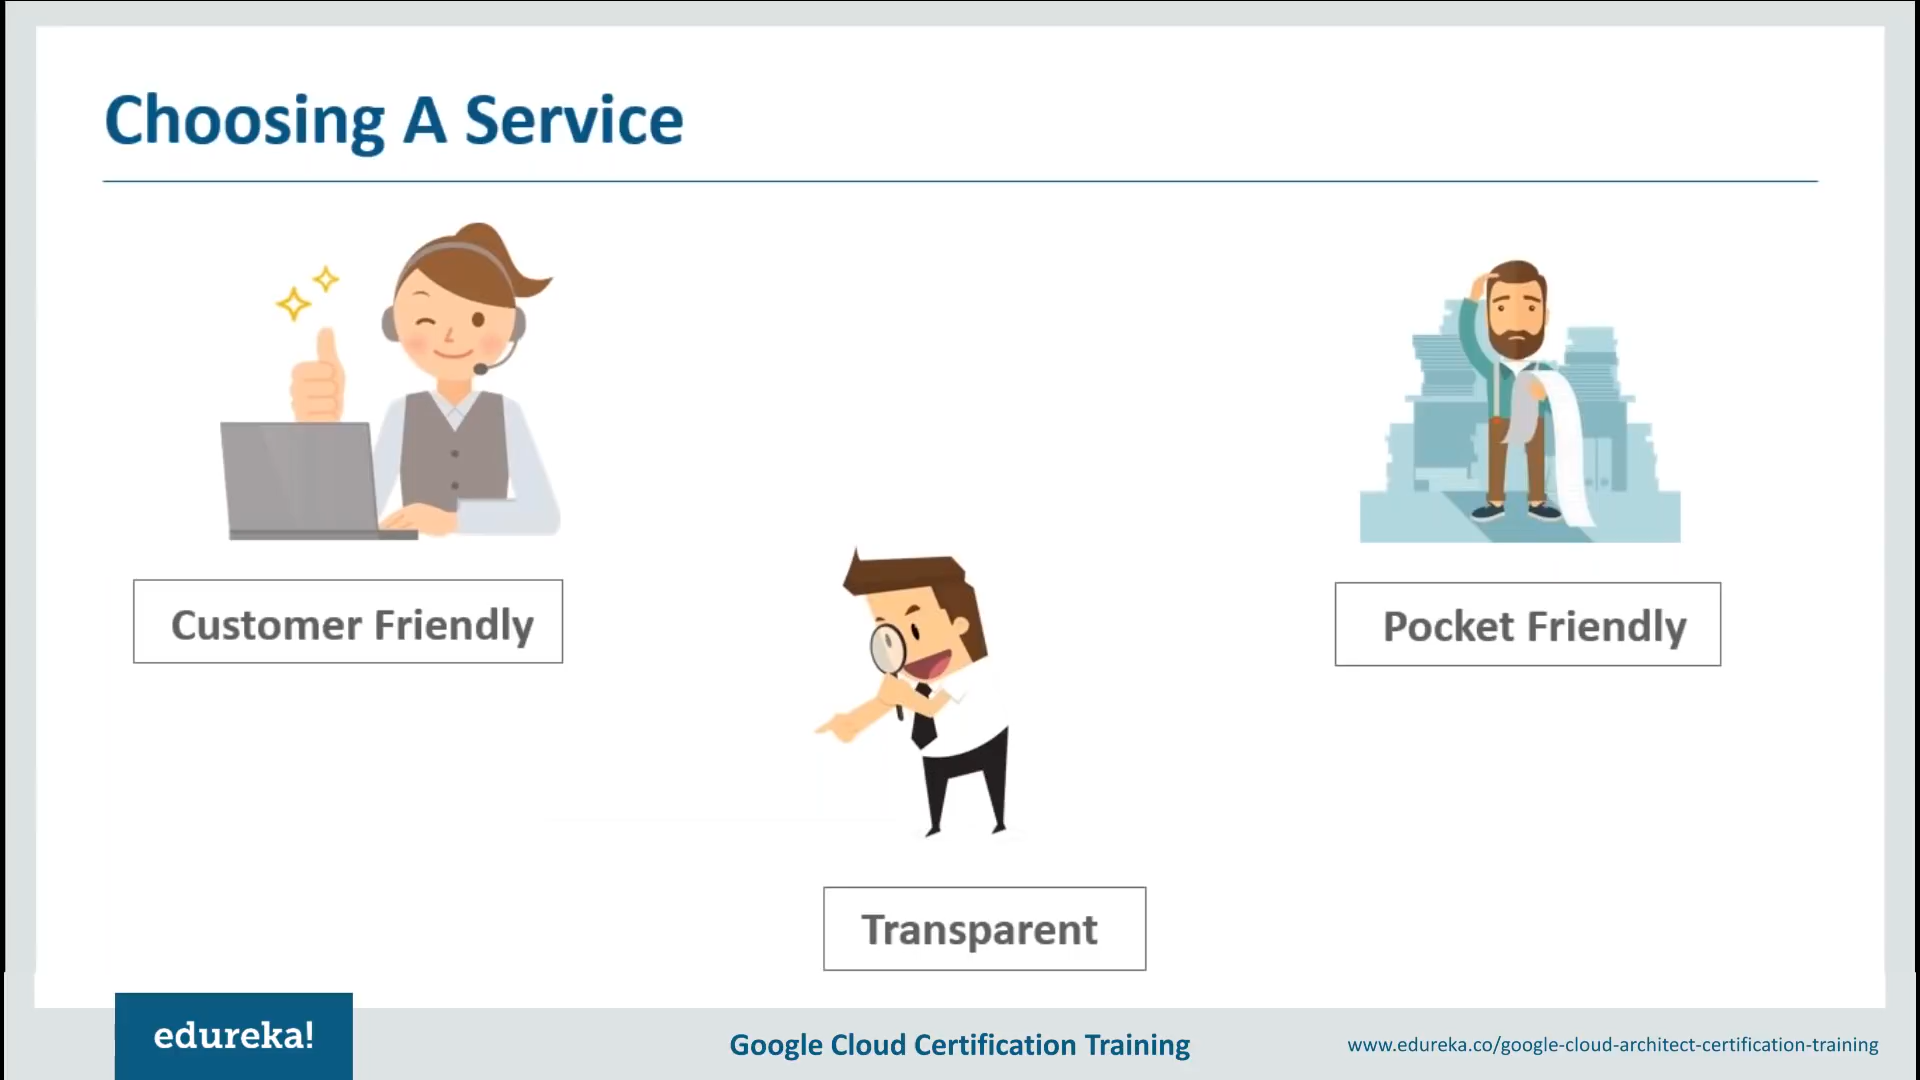 Choosing A Service
Customer Friendly
Pocket Friendly
Transparent
edureka!
Google Cloud Certification Training
www.edureka.co/google-cloud-architect-certification-training